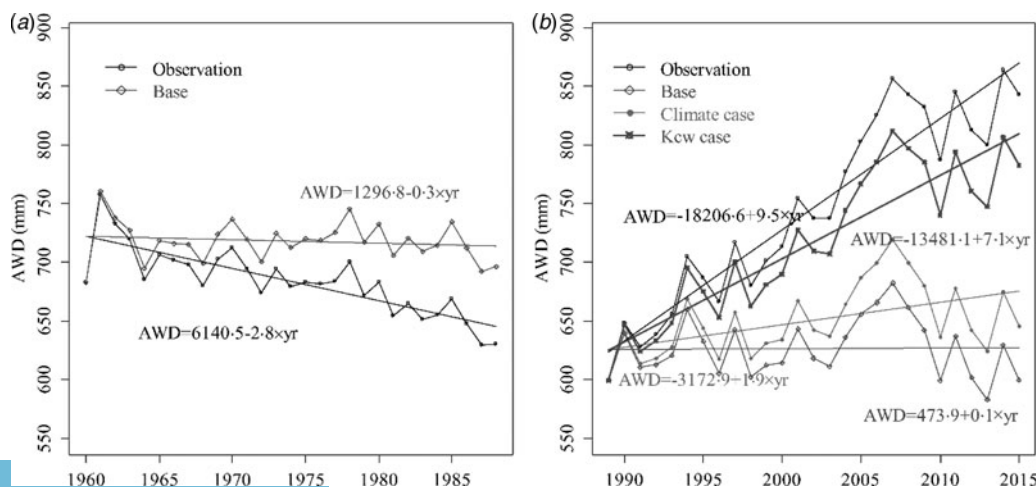 (a)
900
850
800
750
700
650
600
550
AWD (mm)
Observation
Base
AWD=1296·8-0·3×yr
AWD=6140·5-2·8×yr
1960 1965 1970 1975 1980 1985
(b)
900
850
800
750
700
650
600
550
AWD (mm)
Observation
Base
Climate case
Kcw case
AWD=-18206·6+9·5×yr
AWD=-13481·1+7·1×yr
AWD=-3172·9+1·9×yr
AWD=473·9+0·1×yr
1990 1995 2000 2005 2010 2015